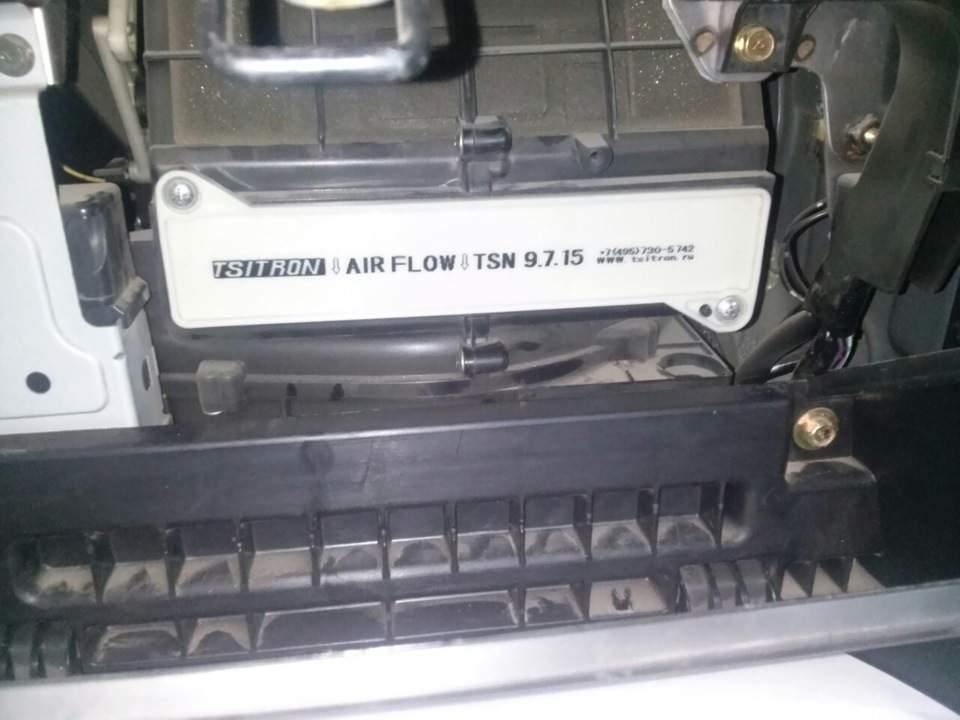 TSITRON ⇩ AIR FLOW ⇩ TSN 9.7.15
+7(495)730-5742
www.tsitron.ru